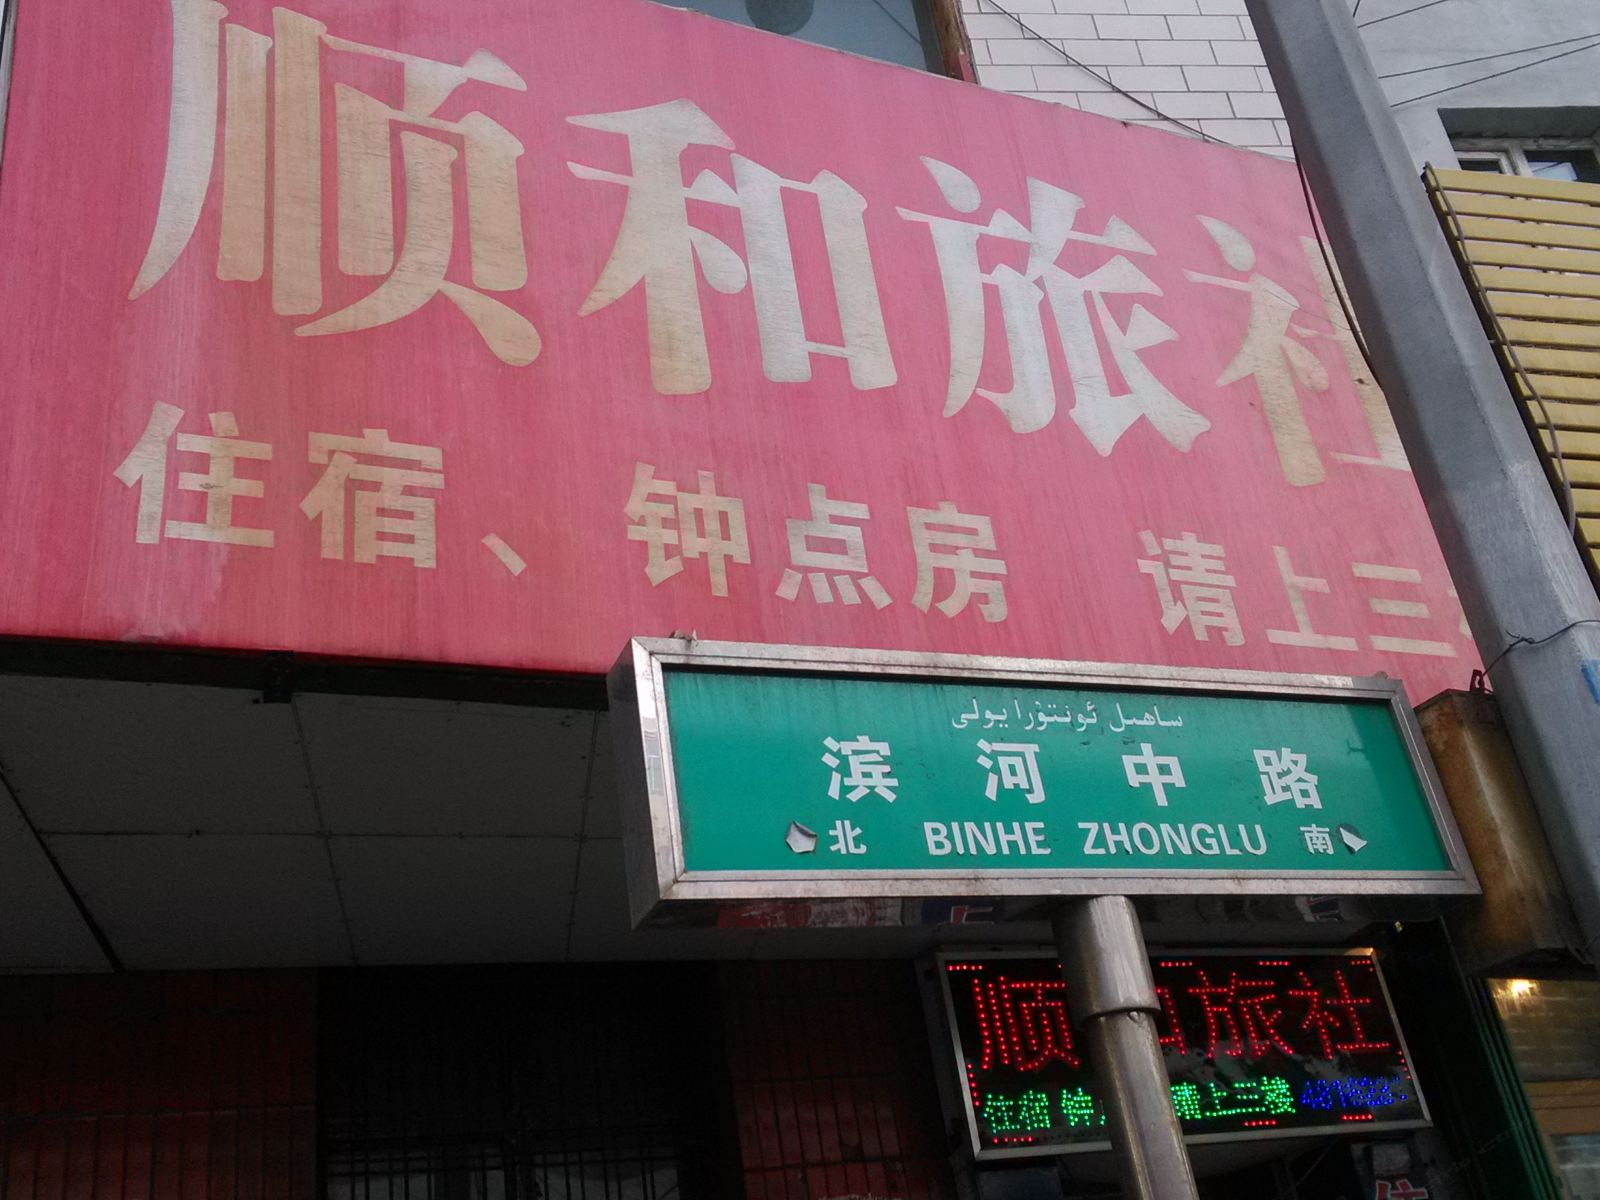 顺和旅社
住宿、钟点房 请上三
ساھىل ئوتتۇرا يولى
滨河中路
北 BINHE ZHONGLU 南
顺和旅社
住宿 钟 请上三楼